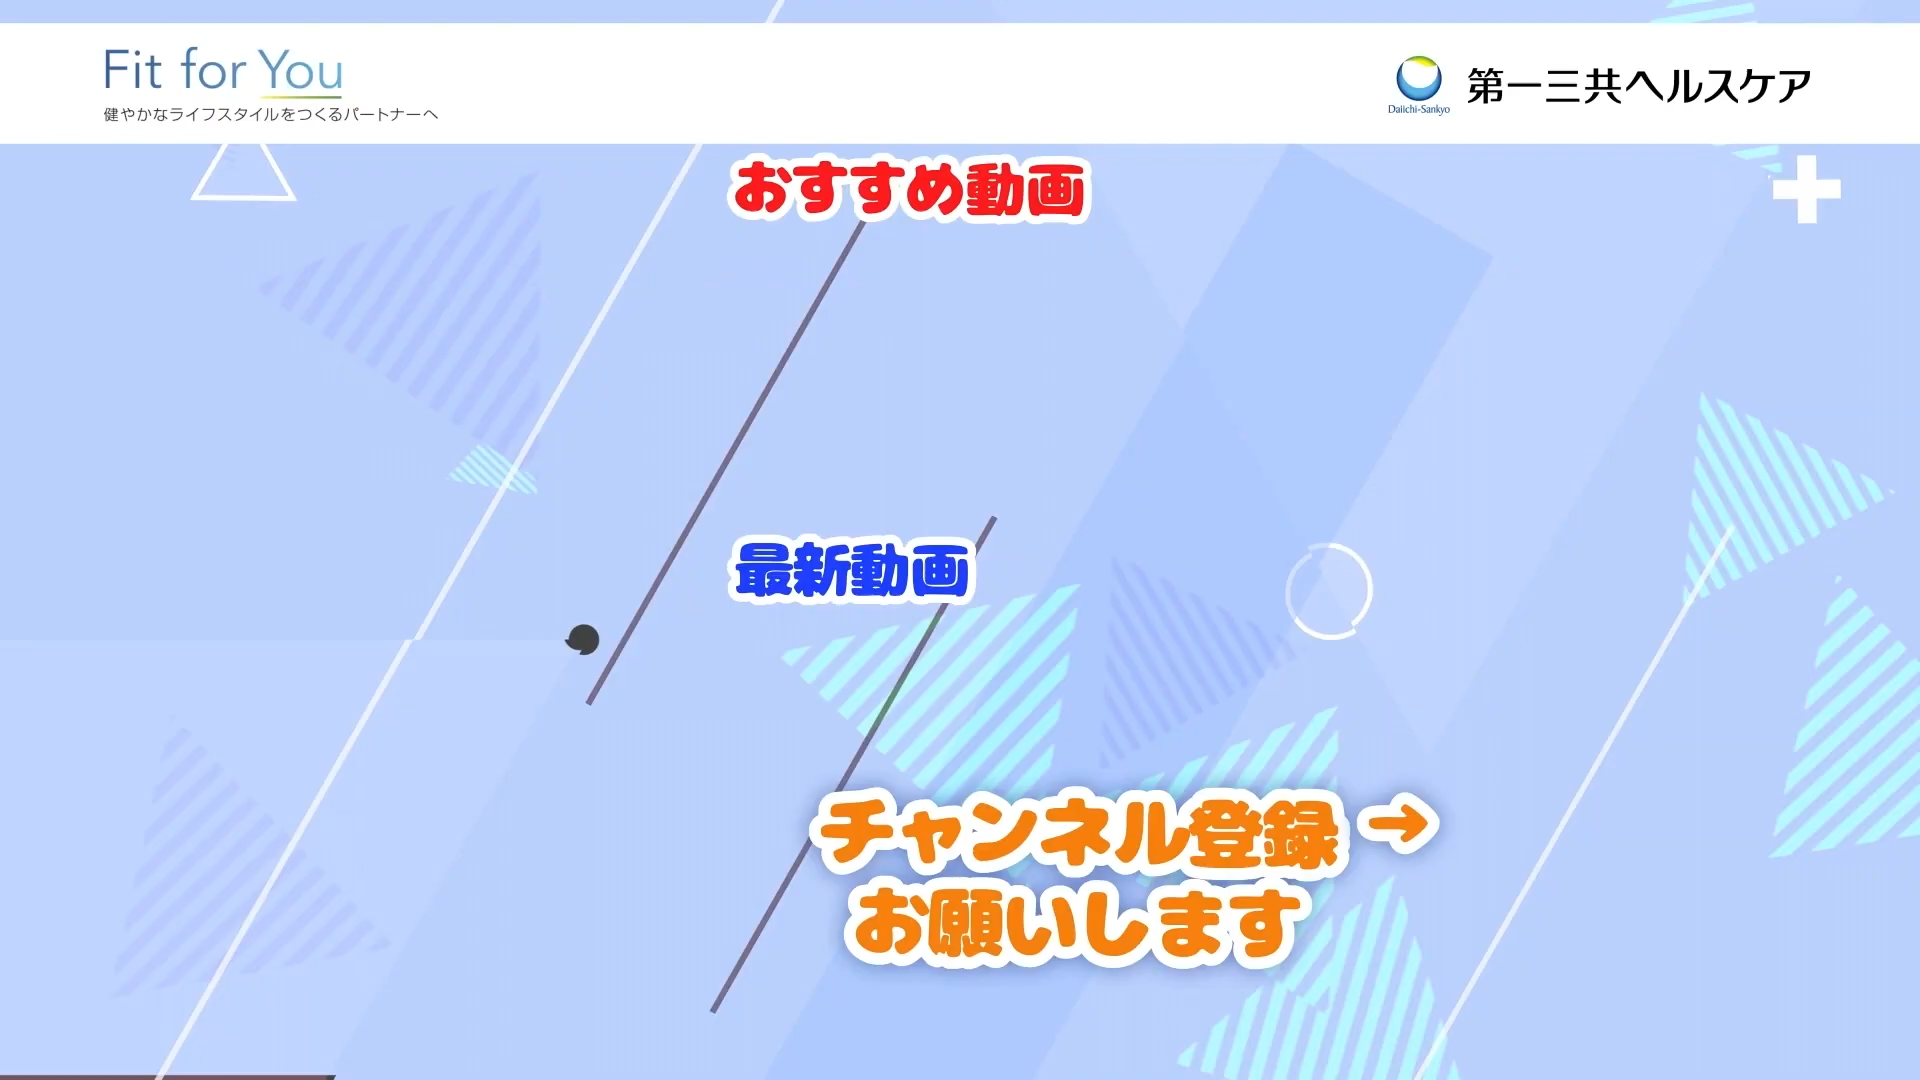 Fit for You
健やかなライフスタイルをつくるパートナーへ
Daiichi-Sankyo
第一三共ヘルスケア
おすすめ動画
最新動画
チャンネル登録→
お願いします